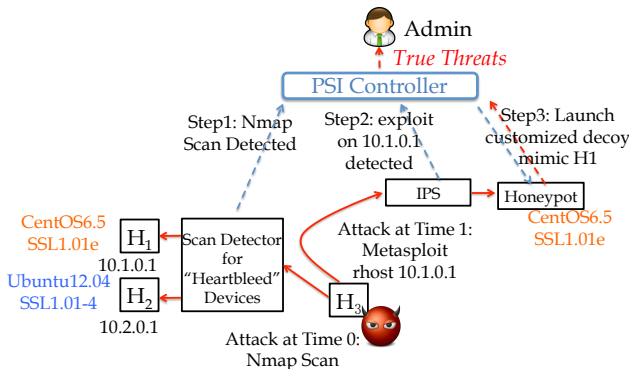 Admin
True Threats
PSI Controller
Step1: Nmap
Scan Detected
Step2: exploit
on 10.1.0.1
detected
Step3: Launch
customized decoy
mimic H1
IPS
Honeypot
CentOS6.5
SSL1.01e
CentOS6.5
SSL1.01e
H1
10.1.0.1
Ubuntu12.04
SSL1.01-4
H2
10.2.0.1
Scan Detector
for
“Heartbleed”
Devices
Attack at Time 1:
Metasploit
rhost 10.1.0.1
H3
Attack at Time 0:
Nmap Scan